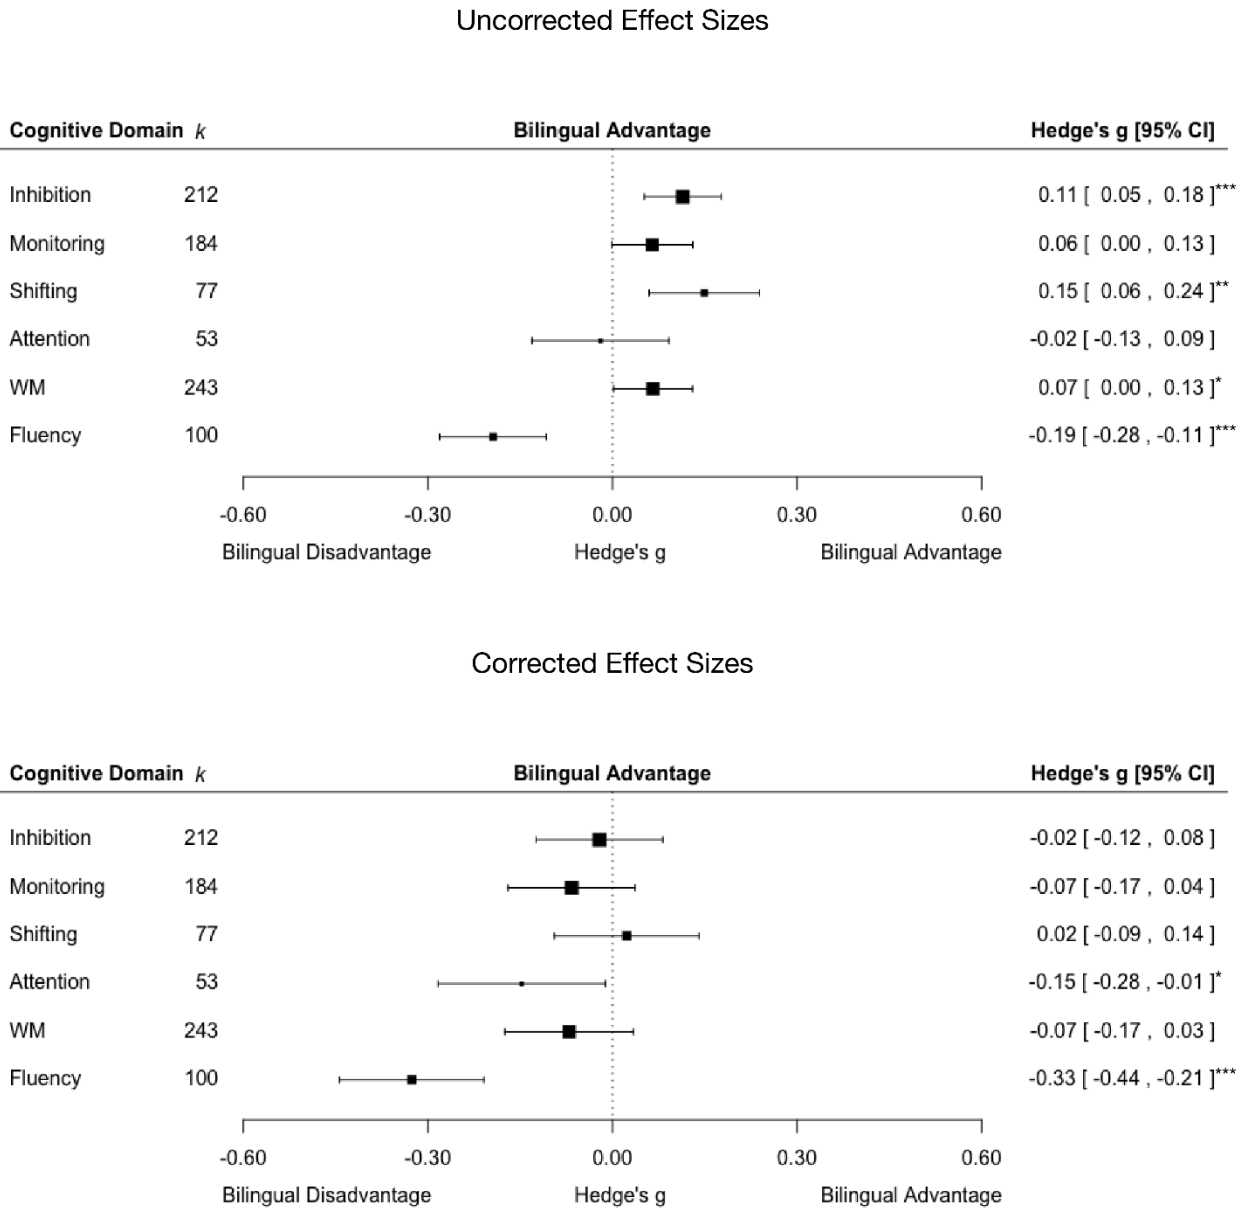 Uncorrected Effect Sizes
Cognitive Domain k Bilingual Advantage Hedge's g [95% CI]
Inhibition 212 0.11 [ 0.05 , 0.18 ]***
Monitoring 184 0.06 [ 0.00 , 0.13 ]
Shifting 77 0.15 [ 0.06 , 0.24 ]**
Attention 53 -0.02 [ -0.13 , 0.09 ]
WM 243 0.07 [ 0.00 , 0.13 ]*
Fluency 100 -0.19 [ -0.28 , -0.11 ]***
-0.60 -0.30 0.00 0.30 0.60
Bilingual Disadvantage Hedge's g Bilingual Advantage
Corrected Effect Sizes
Cognitive Domain k Bilingual Advantage Hedge's g [95% CI]
Inhibition 212 -0.02 [ -0.12 , 0.08 ]
Monitoring 184 -0.07 [ -0.17 , 0.04 ]
Shifting 77 0.02 [ -0.09 , 0.14 ]
Attention 53 -0.15 [ -0.28 , -0.01 ]*
WM 243 -0.07 [ -0.17 , 0.03 ]
Fluency 100 -0.33 [ -0.44 , -0.21 ]***
-0.60 -0.30 0.00 0.30 0.60
Bilingual Disadvantage Hedge's g Bilingual Advantage